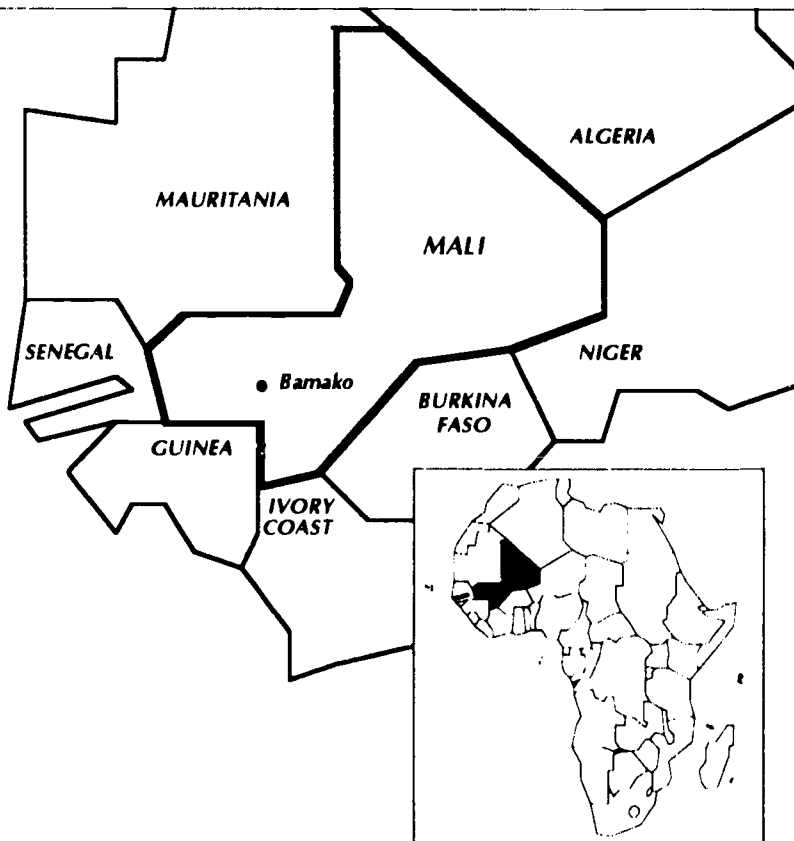 ALGERIA
MAURITANIA
MALI
SENEGAL
NIGER
Bamako
BURKINA
FASO
GUINEA
IVORY
COAST